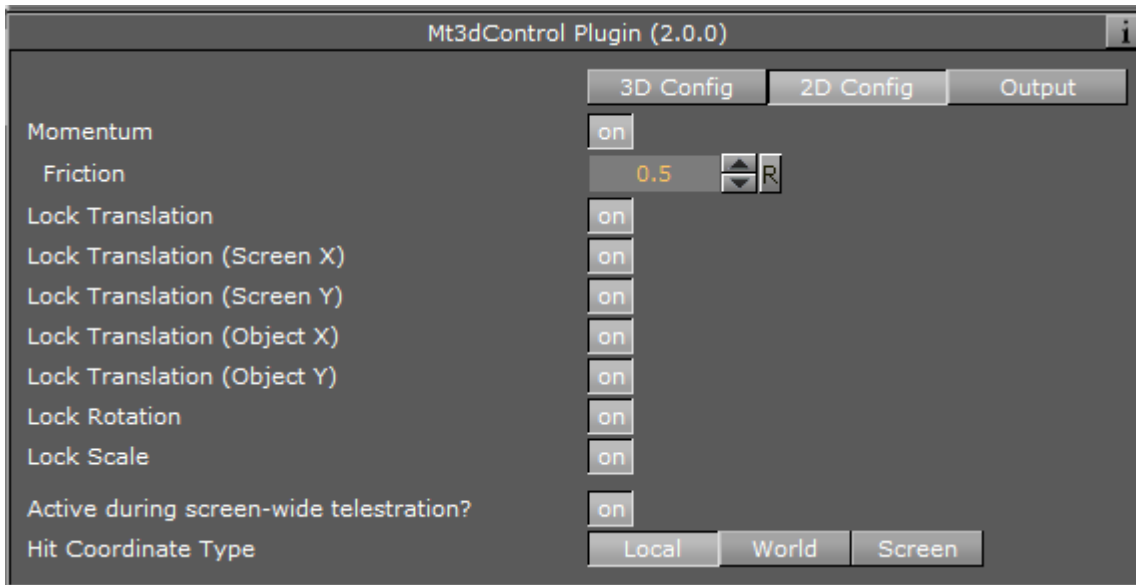 Mt3dControl Plugin (2.0.0) i
3D Config 2D Config Output
Momentum on
Friction 0.5 R
Lock Translation on
Lock Translation (Screen X) on
Lock Translation (Screen Y) on
Lock Translation (Object X) on
Lock Translation (Object Y) on
Lock Rotation on
Lock Scale on
Active during screen-wide telestration? on
Hit Coordinate Type Local World Screen